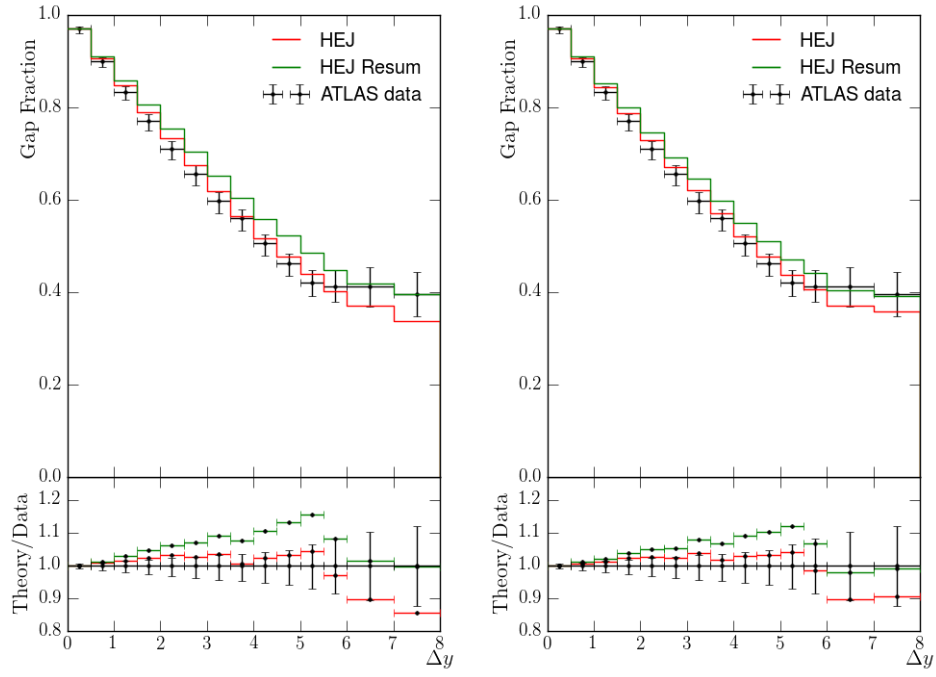 1.0
0.8
0.6
0.4
0.2
0.0
Gap Fraction
HEJ
HEJ Resum
ATLAS data
1.2
1.1
1.0
0.9
0.8
Theory/Data
0 1 2 3 4 5 6 7 8
Δy
1.0
0.8
0.6
0.4
0.2
0.0
Gap Fraction
HEJ
HEJ Resum
ATLAS data
1.2
1.1
1.0
0.9
0.8
Theory/Data
0 1 2 3 4 5 6 7 8
Δy